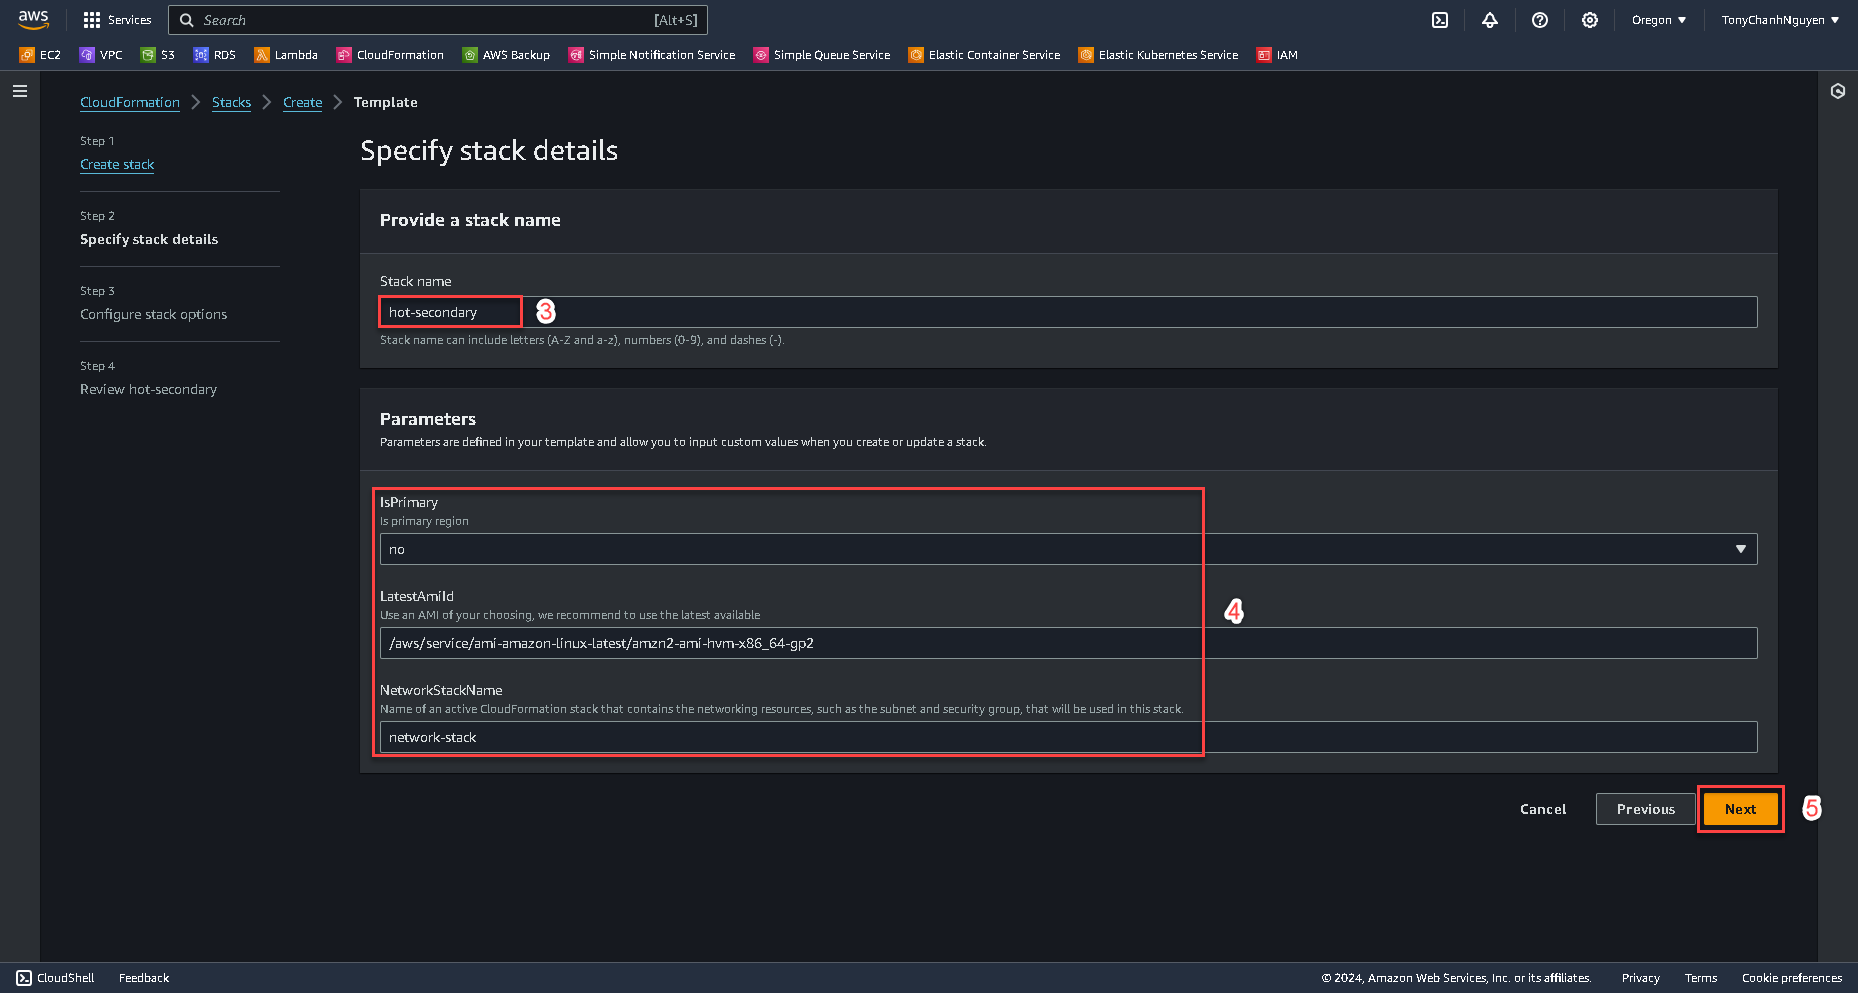 aws
Services
Search
[Alt+S]
Oregon
TonyChanhNguyen
EC2
VPC
S3
RDS
Lambda
CloudFormation
AWS Backup
Simple Notification Service
Simple Queue Service
Elastic Container Service
Elastic Kubernetes Service
IAM
CloudFormation
Stacks
Create
Template
Step 1
Create stack
Step 2
Specify stack details
Step 3
Configure stack options
Step 4
Review hot-secondary
Specify stack details
Provide a stack name
Stack name
hot-secondary
3
Stack name can include letters (A-Z and a-z), numbers (0-9), and dashes (-).
Parameters
Parameters are defined in your template and allow you to input custom values when you create or update a stack.
IsPrimary
Is primary region
no
LatestAmiId
Use an AMI of your choosing, we recommend to use the latest available
/aws/service/ami-amazon-linux-latest/amzn2-ami-hvm-x86_64-gp2
4
NetworkStackName
Name of an active CloudFormation stack that contains the networking resources, such as the subnet and security group, that will be used in this stack.
network-stack
Cancel
Previous
Next
5
CloudShell
Feedback
© 2024, Amazon Web Services, Inc. or its affiliates.
Privacy
Terms
Cookie preferences